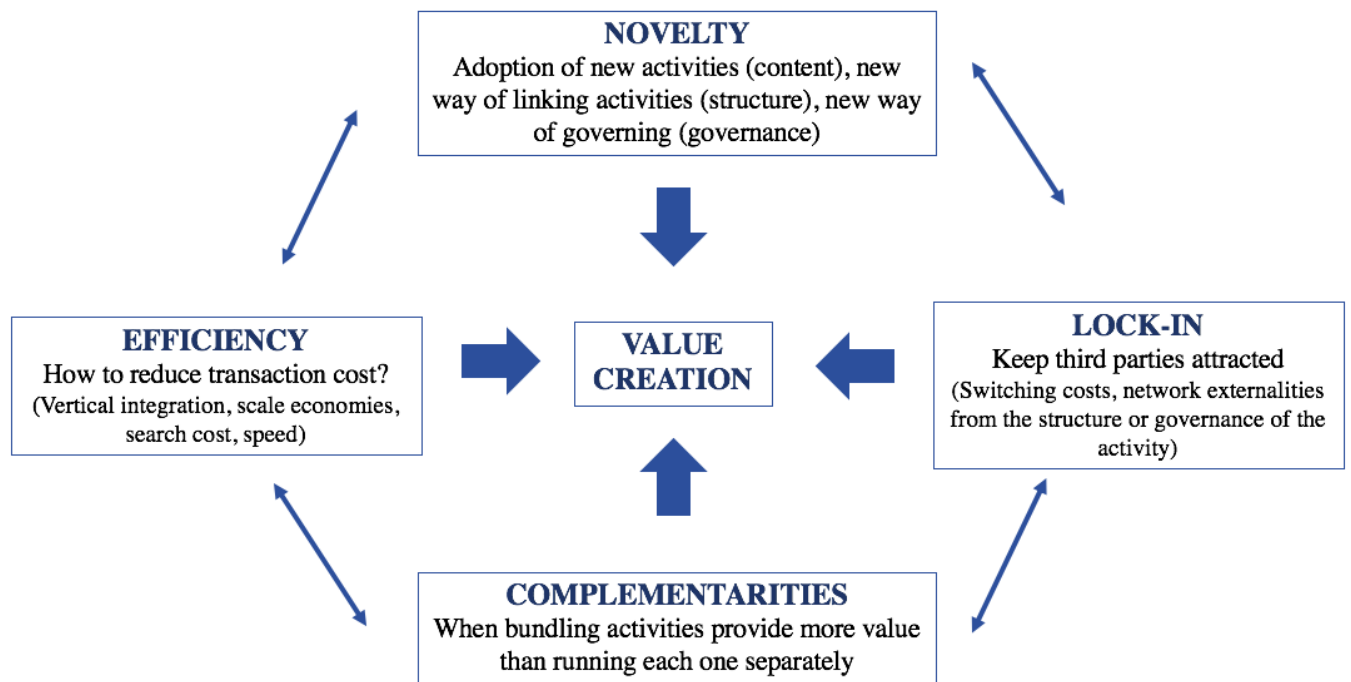 NOVELTY
Adoption of new activities (content), new
way of linking activities (structure), new way
of governing (governance)
EFFICIENCY
How to reduce transaction cost?
(Vertical integration, scale economies,
search cost, speed)
VALUE
CREATION
LOCK-IN
Keep third parties attracted
(Switching costs, network externalities
from the structure or governance of the
activity)
COMPLEMENTARITIES
When bundling activities provide more value
than running each one separately